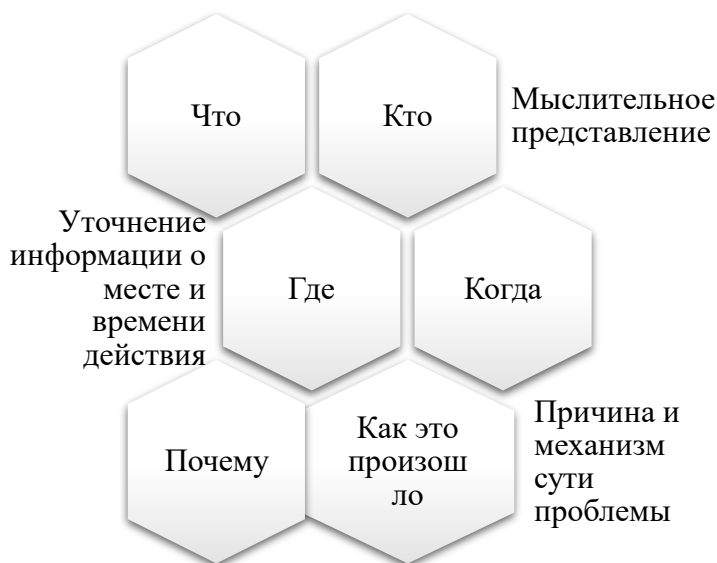 Что
Кто
Мыслительное
представление
Уточнение
информации о
месте и
времени
действия
Где
Когда
Почему
Как это
произош
ло
Причина и
механизм
сути
проблемы